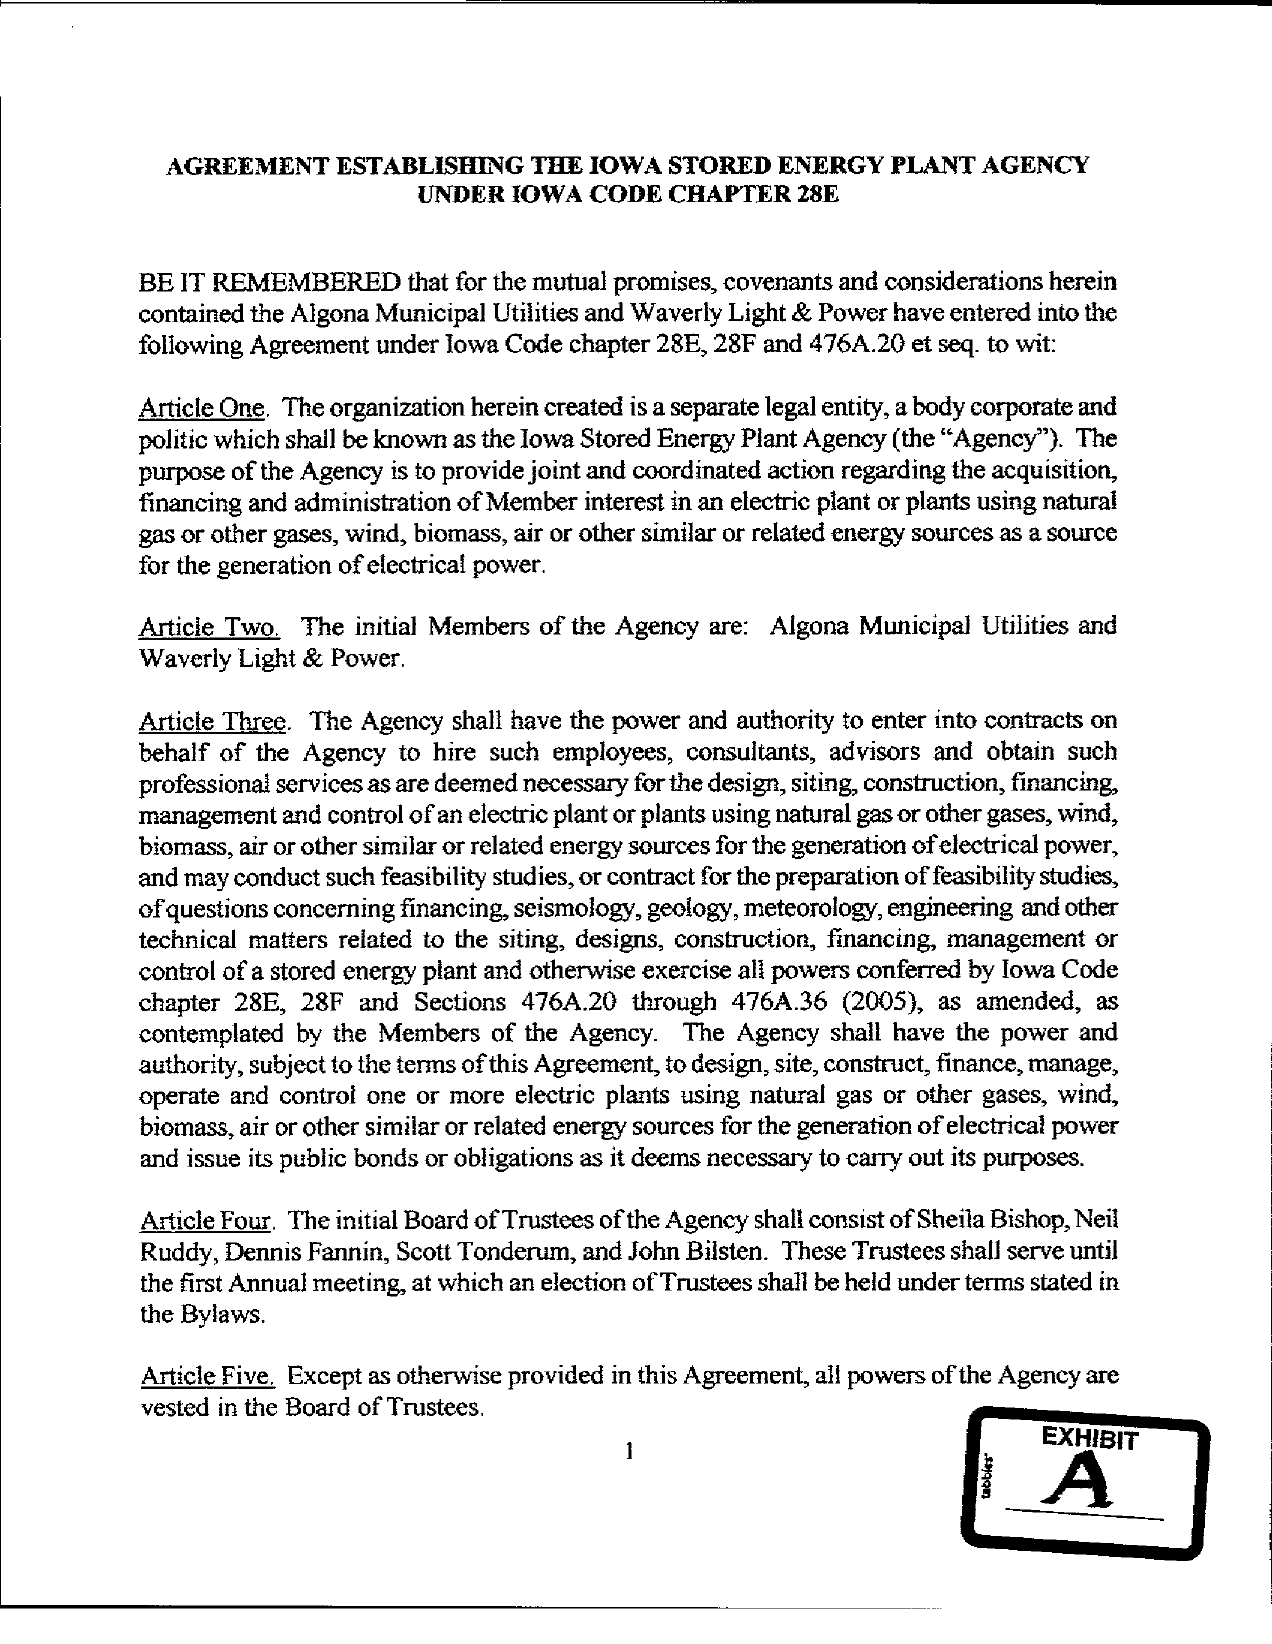 AGREEMENT ESTABLISHING THE IOWA STORED ENERGY PLANT AGENCY
UNDER IOWA CODE CHAPTER 28E
BE IT REMEMBERED that for the mutual promises, covenants and considerations herein
contained the Algona Municipal Utilities and Waverly Light & Power have entered into the
following Agreement under Iowa Code chapter 28E, 28F and 476A.20 et seq. to wit:
Article One. The organization herein created is a separate legal entity, a body corporate and
politic which shall be known as the Iowa Stored Energy Plant Agency (the “Agency”). The
purpose of the Agency is to provide joint and coordinated action regarding the acquisition,
financing and administration of Member interest in an electric plant or plants using natural
gas or other gases, wind, biomass, air or other similar or related energy sources as a source
for the generation of electrical power.
Article Two. The initial Members of the Agency are: Algona Municipal Utilities and
Waverly Light & Power.
Article Three. The Agency shall have the power and authority to enter into contracts on
behalf of the Agency to hire such employees, consultants, advisors and obtain such
professional services as are deemed necessary for the design, siting, construction, financing,
management and control of an electric plant or plants using natural gas or other gases, wind,
biomass, air or other similar or related energy sources for the generation of electrical power,
and may conduct such feasibility studies, or contract for the preparation of feasibility studies,
of questions concerning financing, seismology, geology, meteorology, engineering and other
technical matters related to the siting, designs, construction, financing, management or
control of a stored energy plant and otherwise exercise all powers conferred by Iowa Code
chapter 28E, 28F and Sections 476A.20 through 476A.36 (2005), as amended, as
contemplated by the Members of the Agency. The Agency shall have the power and
authority, subject to the terms of this Agreement, to design, site, construct, finance, manage,
operate and control one or more electric plants using natural gas or other gases, wind,
biomass, air or other similar or related energy sources for the generation of electrical power
and issue its public bonds or obligations as it deems necessary to carry out its purposes.
Article Four. The initial Board of Trustees of the Agency shall consist of Sheila Bishop, Neil
Ruddy, Dennis Fannin, Scott Tonderum, and John Bilsten. These Trustees shall serve until
the first Annual meeting, at which an election of Trustees shall be held under terms stated in
the Bylaws.
Article Five. Except as otherwise provided in this Agreement, all powers of the Agency are
vested in the Board of Trustees.
1
EXHIBIT
tabbies
A